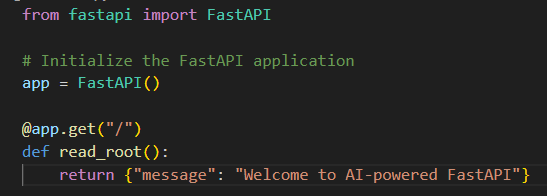 from fastapi import FastAPI
# Initialize the FastAPI application
app = FastAPI()
@app.get("/")
def read_root():
    return {"message": "Welcome to AI-powered FastAPI"}